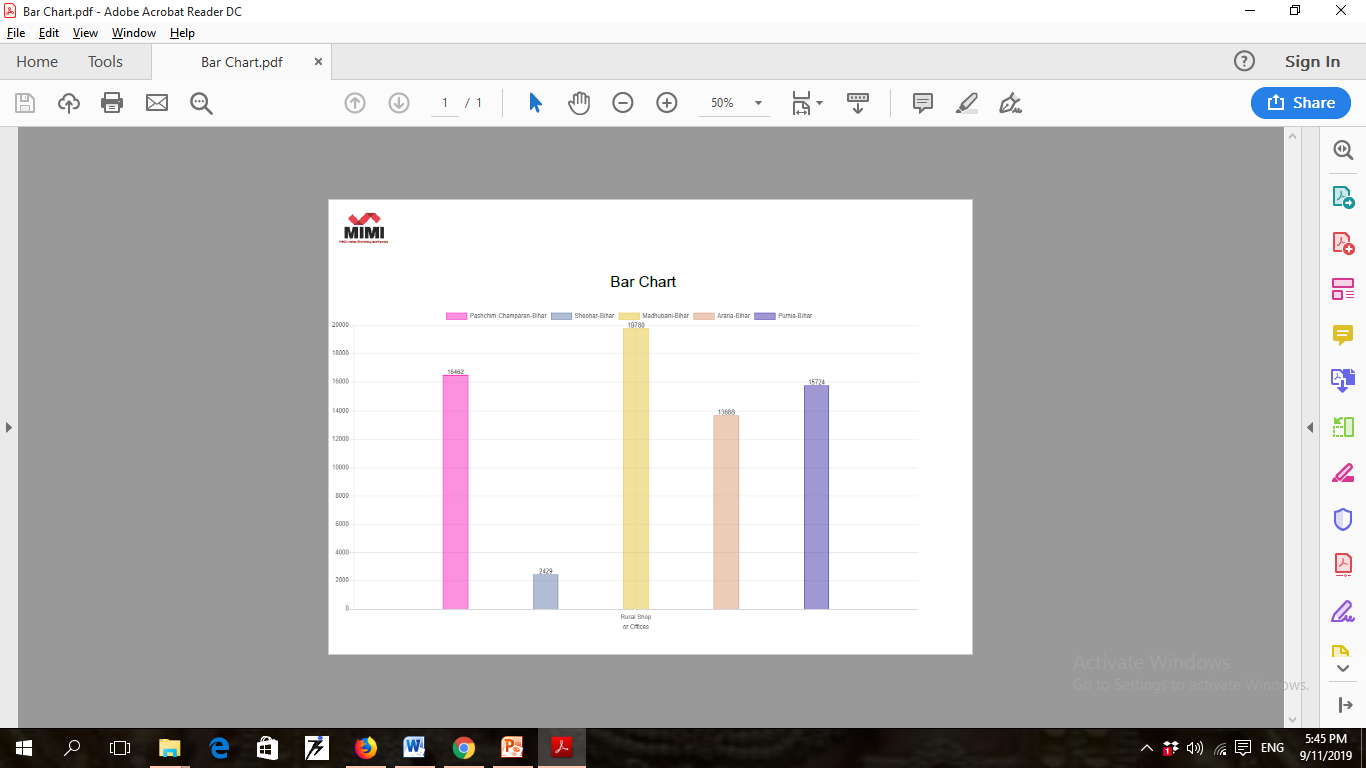 Bar Chart.pdf - Adobe Acrobat Reader DC
File Edit View Window Help
Home Tools Bar Chart.pdf × Sign In
1 / 1 50% Share
MIMI
Bar Chart
Pashchim Champaran-Bihar Sheohar-Bihar Madhubani-Bihar Araria-Bihar Purnia-Bihar
20000
18000
16000
14000
12000
10000
8000
6000
4000
2000
0
16462
2429
19780
13688
15724
Rural Shop
or Offices
Activate Windows
Go to Settings to activate Windows.
ENG
5:45 PM
9/11/2019